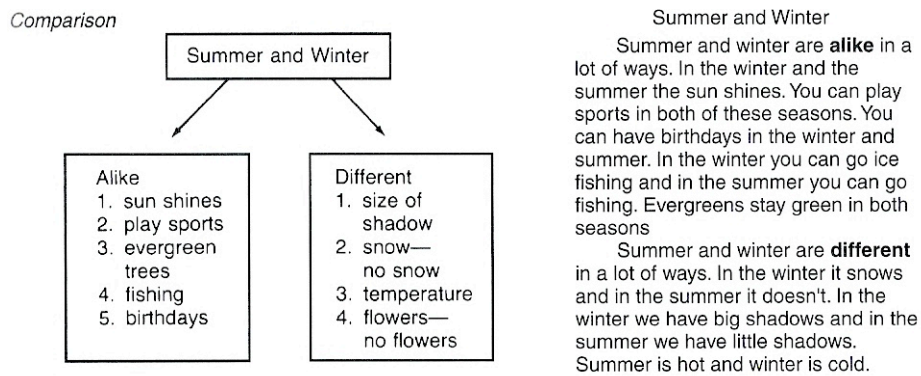 Comparison
Summer and Winter
Alike
1. sun shines
2. play sports
3. evergreen
trees
4. fishing
5. birthdays
Different
1. size of
shadow
2. snow—
no snow
3. temperature
4. flowers—
no flowers
Summer and Winter
Summer and winter are alike in a
lot of ways. In the winter and the
summer the sun shines. You can play
sports in both of these seasons. You
can have birthdays in the winter and
summer. In the winter you can go ice
fishing and in the summer you can go
fishing. Evergreens stay green in both
seasons
Summer and winter are different
in a lot of ways. In the winter it snows
and in the summer it doesn't. In the
winter we have big shadows and in the
summer we have little shadows.
Summer is hot and winter is cold.